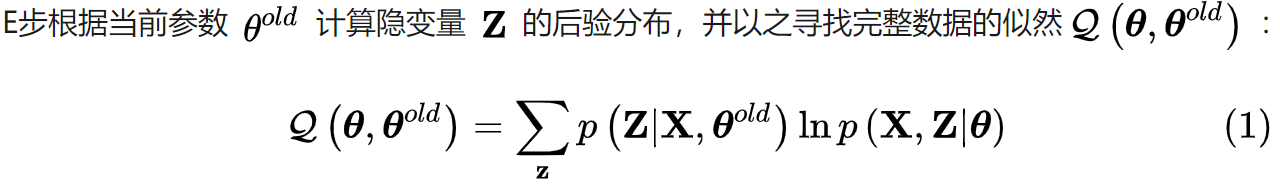 E步根据当前参数 θ^{old} 计算隐变量 𝐙 的后验分布，并以之寻找完整数据的似然 𝒬(𝜽, 𝜽^{old})：
𝒬(𝜽, 𝜽^{old}) = ∑_{𝐳} p(𝐙|𝐗, 𝜽^{old}) ln p(𝐗, 𝐙|𝜽) (1)